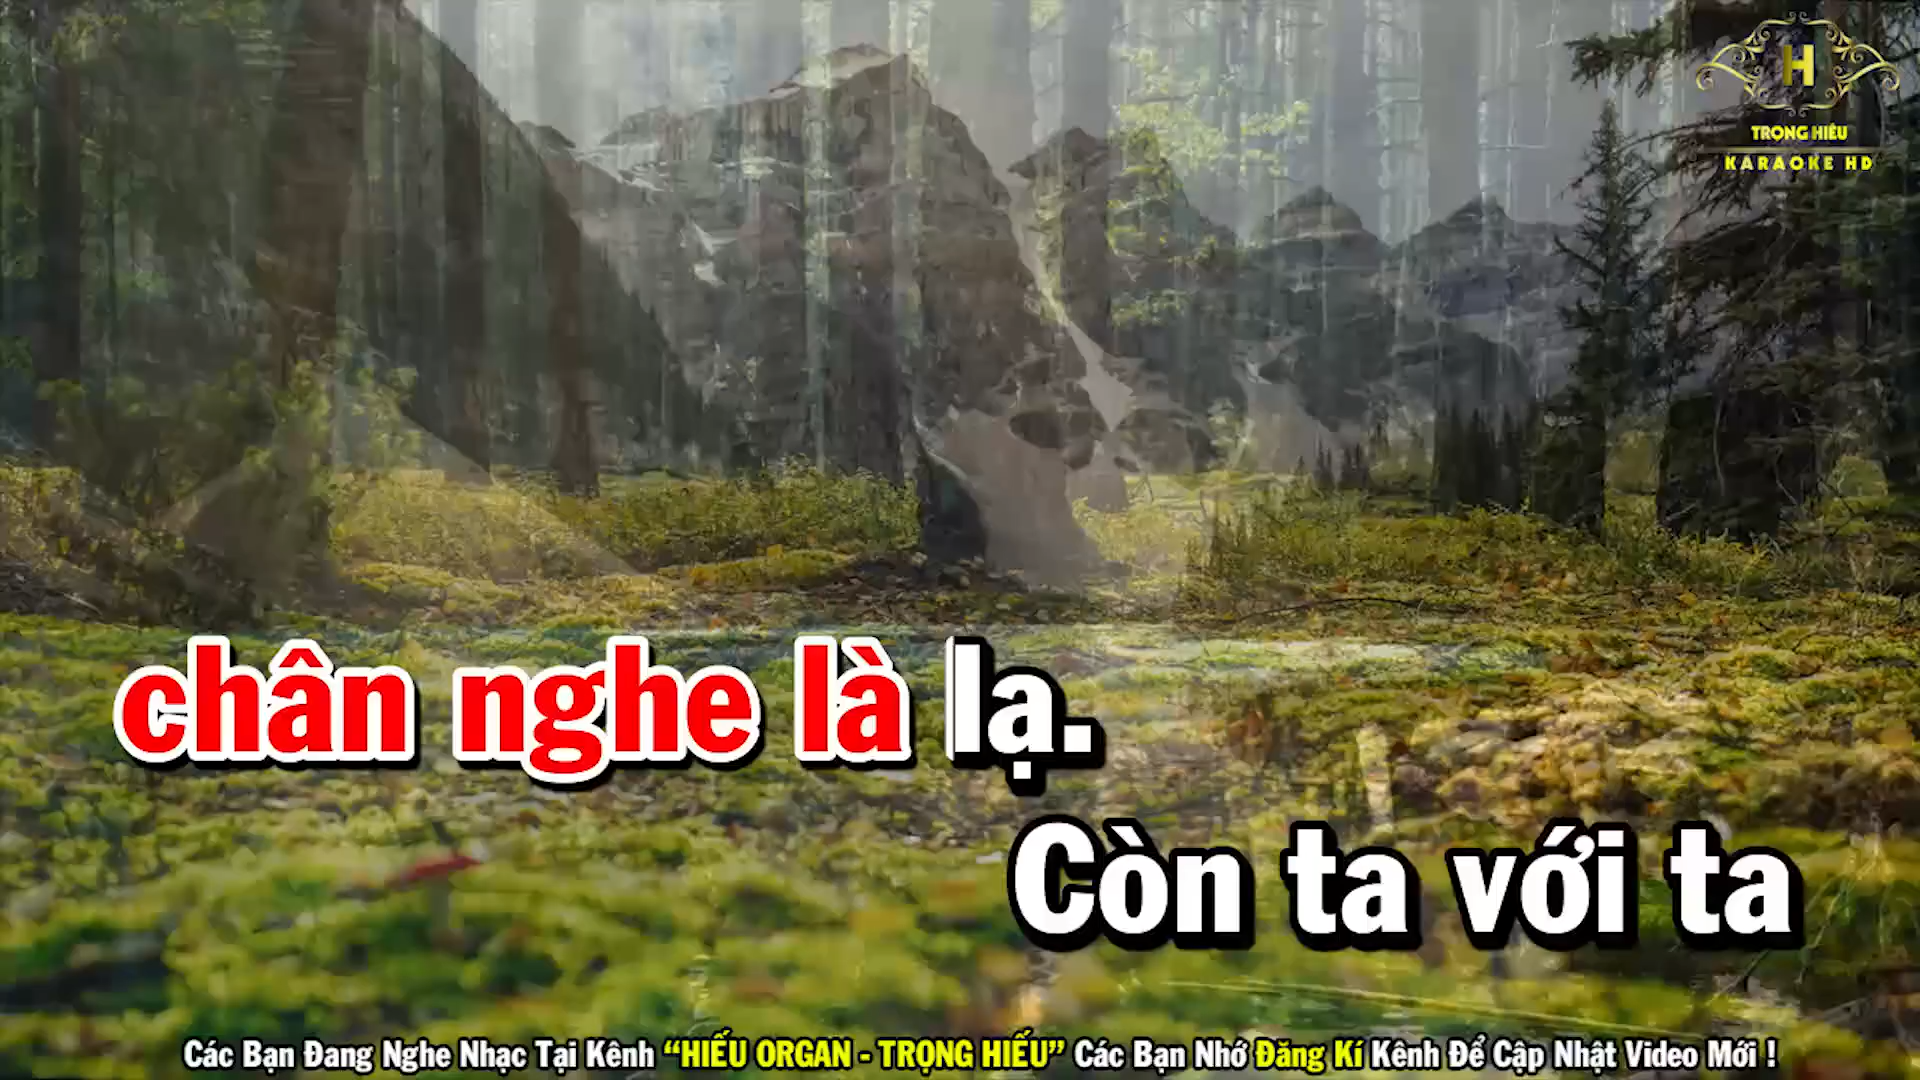 H
TRỌNG HIẾU
KARAOKE HD
chân nghe là lạ.
Còn ta với ta
Các Bạn Đang Nghe Nhạc Tại Kênh “HIẾU ORGAN - TRỌNG HIẾU” Các Bạn Nhớ Đăng Kí Kênh Để Cập Nhật Video Mới !